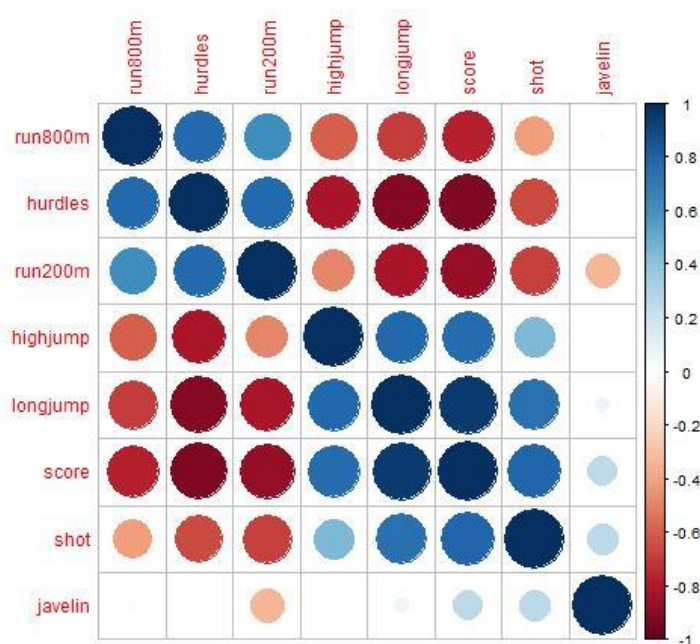 run800m
hurdles
run200m
highjump
longjump
score
shot
javelin
run800m
hurdles
run200m
highjump
longjump
score
shot
javelin
1
0.8
0.6
0.4
0.2
0
-0.2
-0.4
-0.6
-0.8
-1